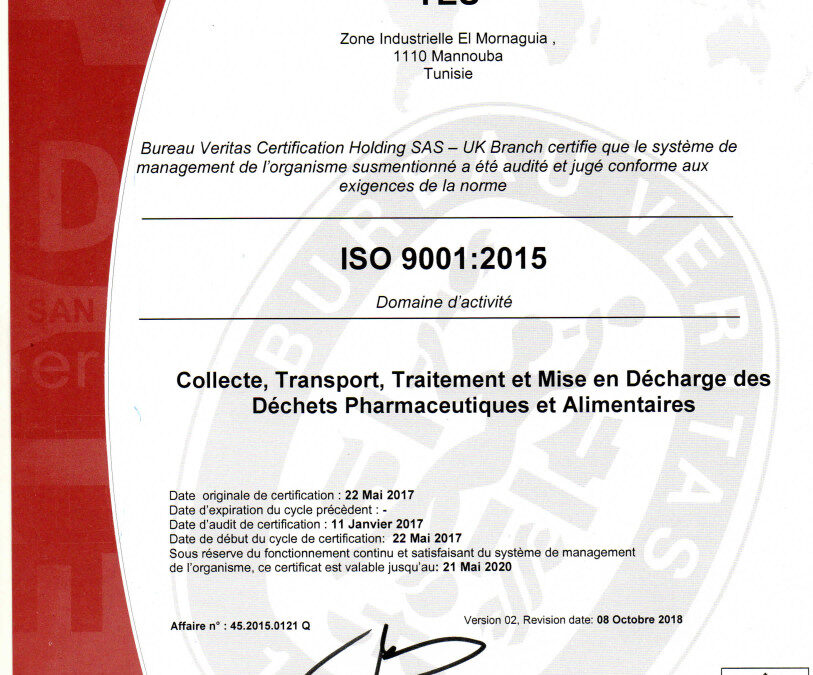 Zone Industrielle El Mornaguia ,
1110 Mannouba
Tunisie
Bureau Veritas Certification Holding SAS – UK Branch certifie que le système de
management de l'organisme susmentionné a été audité et jugé conforme aux
exigences de la norme
ISO 9001:2015
Domaine d'activité
Collecte, Transport, Traitement et Mise en Décharge des
Déchets Pharmaceutiques et Alimentaires
Date originale de certification : 22 Mai 2017
Date d'expiration du cycle précèdent : -
Date d'audit de certification : 11 Janvier 2017
Date de début du cycle de certification: 22 Mai 2017
Sous réserve du fonctionnement continu et satisfaisant du système de management
de l'organisme, ce certificat est valable jusqu'au: 21 Mai 2020
Affaire n° : 45.2015.0121 Q
Version 02, Revision date: 08 Octobre 2018
BUREAU VERITAS
SAN
er